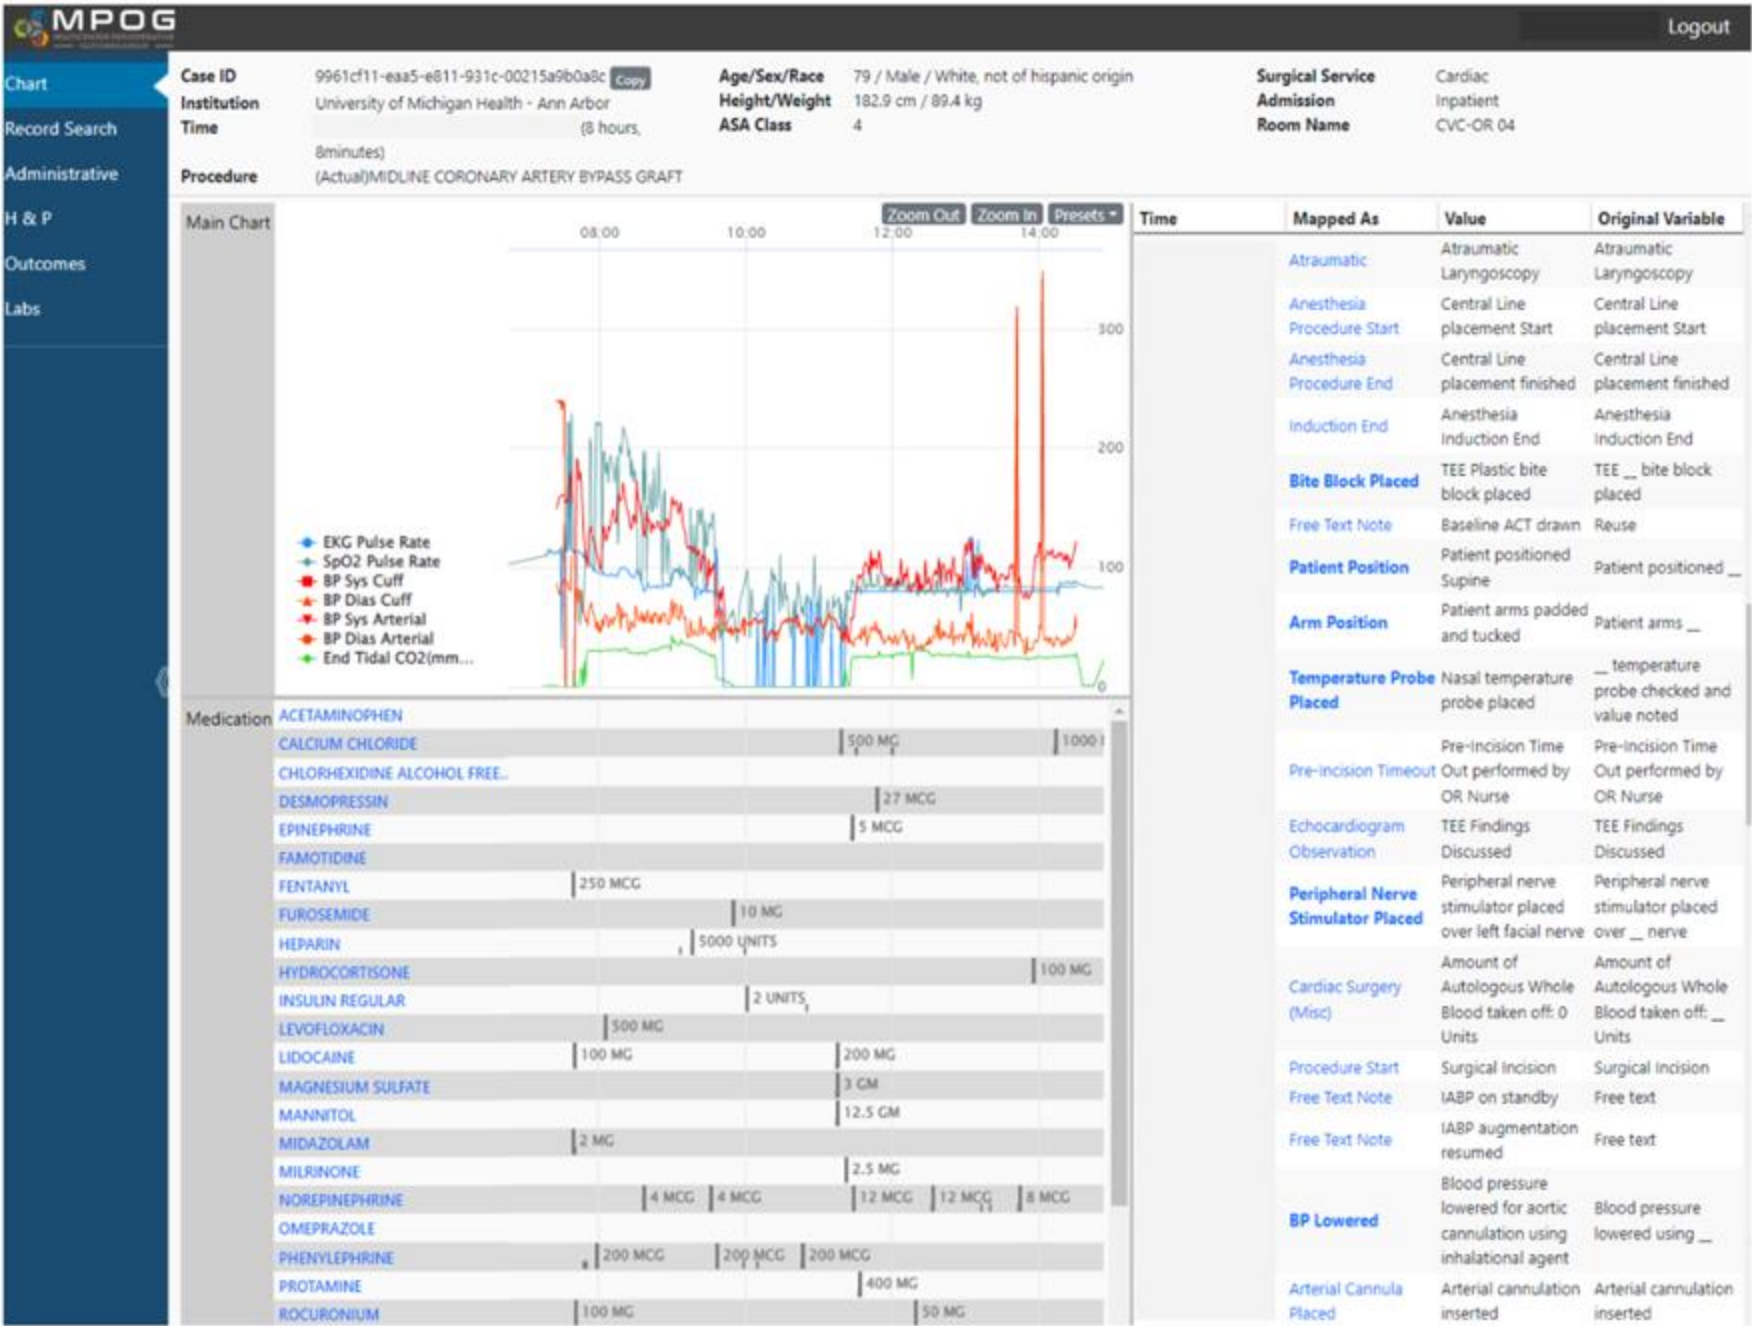 MPOG
Logout
Chart
Record Search
Administrative
H & P
Outcomes
Labs
Case ID 9961cf11-eaa5-e811-931c-00215a9b0a8c Copy
Institution University of Michigan Health - Ann Arbor
Time (8 hours,
8minutes)
Procedure (Actual)MIDLINE CORONARY ARTERY BYPASS GRAFT
Age/Sex/Race 79 / Male / White, not of hispanic origin
Height/Weight 182.9 cm / 89.4 kg
ASA Class 4
Surgical Service Cardiac
Admission Inpatient
Room Name CVC-OR 04
Main Chart
Zoom Out Zoom In Presets
08:00 10:00 12:00 14:00
300
200
100
0
EKG Pulse Rate
SpO2 Pulse Rate
BP Sys Cuff
BP Dias Cuff
BP Sys Arterial
BP Dias Arterial
End Tidal CO2(mm...
Medication
ACETAMINOPHEN
CALCIUM CHLORIDE 500 MG 1000
CHLORHEXIDINE ALCOHOL FREE..
DESMOPRESSIN 27 MCG
EPINEPHRINE 5 MCG
FAMOTIDINE
FENTANYL 250 MCG
FUROSEMIDE 10 MG
HEPARIN 5000 UNITS
HYDROCORTISONE 100 MG
INSULIN REGULAR 2 UNITS
LEVOFLOXACIN 500 MG
LIDOCAINE 100 MG 200 MG
MAGNESIUM SULFATE 3 GM
MANNITOL 12.5 GM
MIDAZOLAM 2 MG
MILRINONE 2.5 MG
NOREPINEPHRINE 4 MCG 4 MCG 12 MCG 12 MCG 8 MCG
OMEPRAZOLE
PHENYLEPHRINE 200 MCG 200 MCG 200 MCG
PROTAMINE 400 MG
ROCURONIUM 100 MG 50 MG
Time Mapped As Value Original Variable
Atraumatic
Atraumatic
Laryngoscopy
Atraumatic
Laryngoscopy
Anesthesia
Procedure Start
Central Line
placement Start
Central Line
placement Start
Anesthesia
Procedure End
Central Line
placement finished
Central Line
placement finished
Induction End
Anesthesia
Induction End
Anesthesia
Induction End
Bite Block Placed
TEE Plastic bite
block placed
TEE __ bite block
placed
Free Text Note
Baseline ACT drawn
Reuse
Patient Position
Patient positioned
Supine
Patient positioned __
Arm Position
Patient arms padded
and tucked
Patient arms __
Temperature Probe
Placed
Nasal temperature
probe placed
__ temperature
probe checked and
value noted
Pre-Incision Timeout
Pre-Incision Time
Out performed by
OR Nurse
Pre-Incision Time
Out performed by
OR Nurse
Echocardiogram
Observation
TEE Findings
Discussed
TEE Findings
Discussed
Peripheral Nerve
Stimulator Placed
Peripheral nerve
stimulator placed
over left facial nerve
Peripheral nerve
stimulator placed
over __ nerve
Cardiac Surgery
(Misc)
Amount of
Autologous Whole
Blood taken off: 0
Units
Amount of
Autologous Whole
Blood taken off: __
Units
Procedure Start
Surgical Incision
Surgical Incision
Free Text Note
IABP on standby
Free text
Free Text Note
IABP augmentation
resumed
Free text
BP Lowered
Blood pressure
lowered for aortic
cannulation using
inhalational agent
Blood pressure
lowered using __
Arterial Cannula
Placed
Arterial cannulation
inserted
Arterial cannulation
inserted